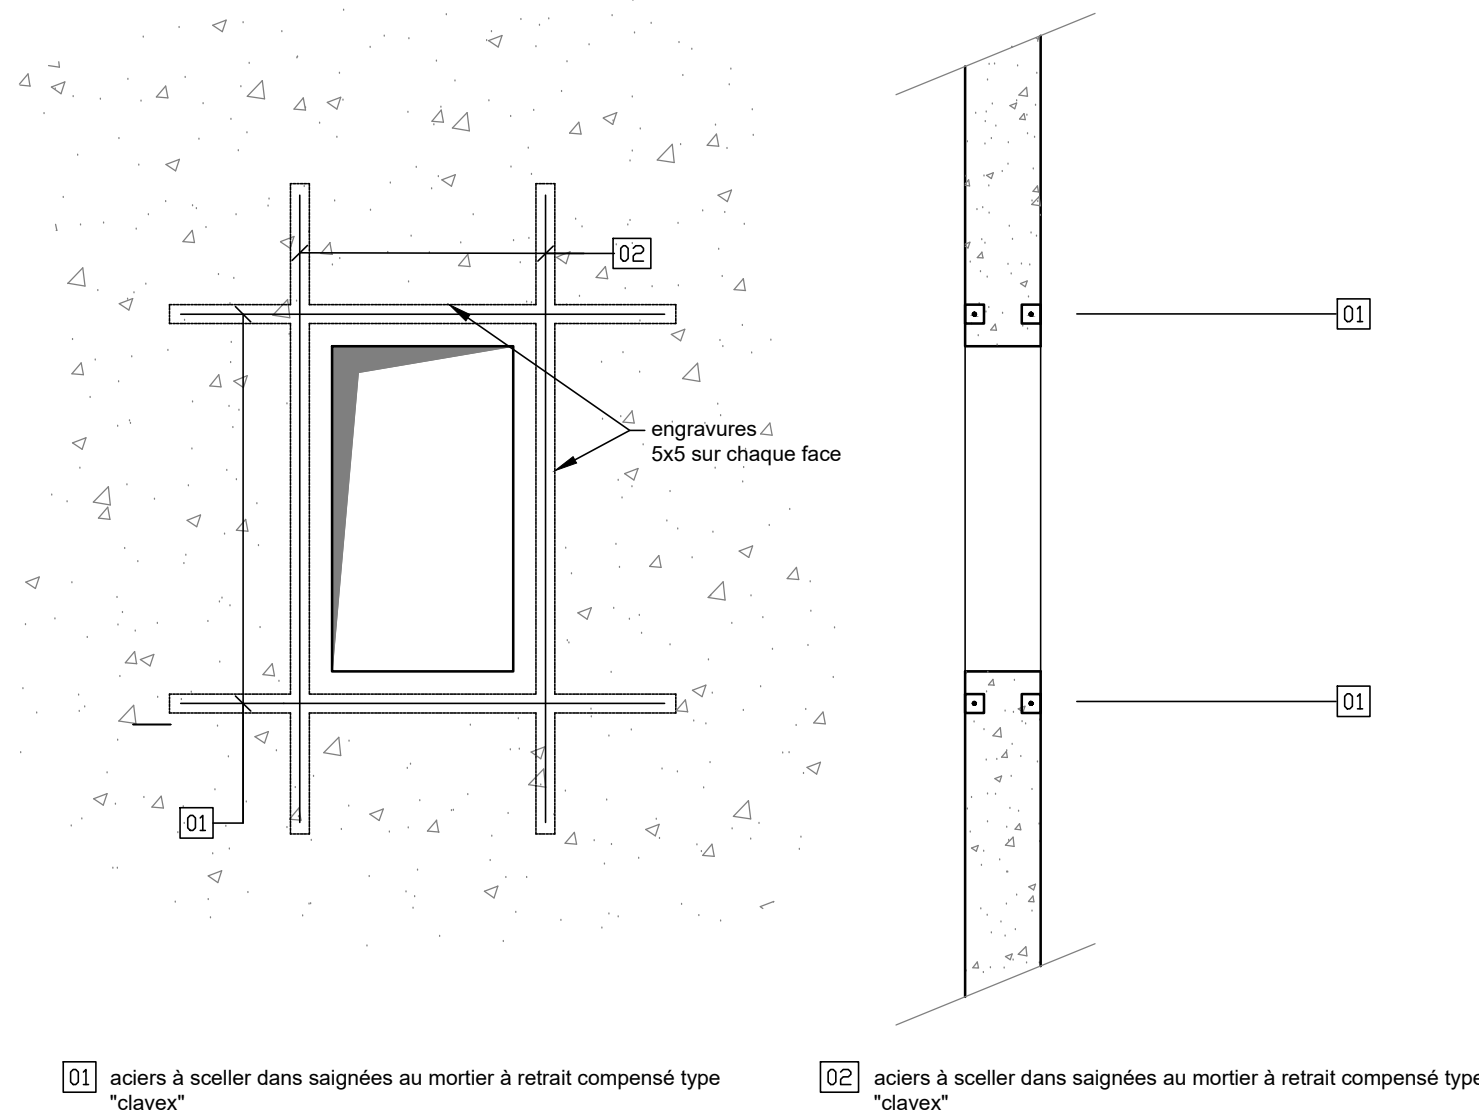 02
01
engravures
5x5 sur chaque face
01
01
01 aciers à sceller dans saignées au mortier à retrait compensé type
"clavex"
02 aciers à sceller dans saignées au mortier à retrait compensé type
"clavex"